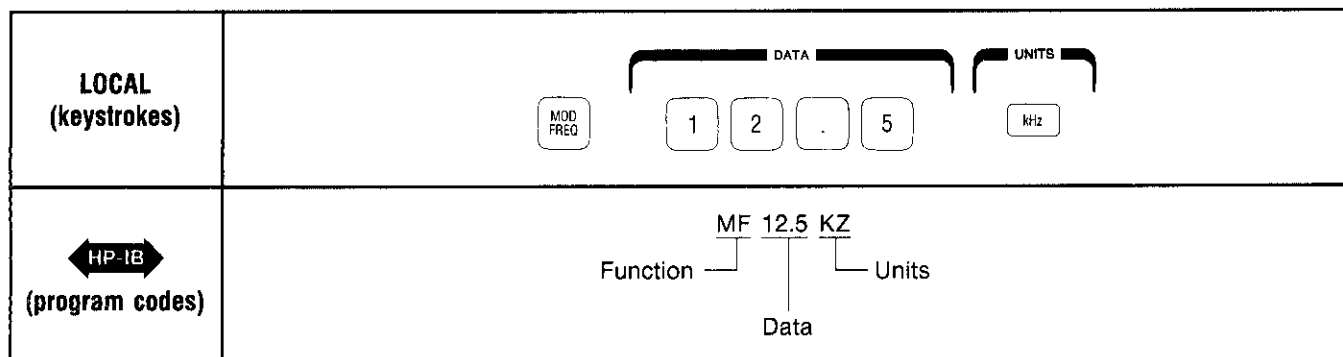 LOCAL
(keystrokes)
DATA
UNITS
MOD
FREQ
1 2 . 5
kHz
HP-IB
(program codes)
MF 12.5 KZ
Function
Units
Data